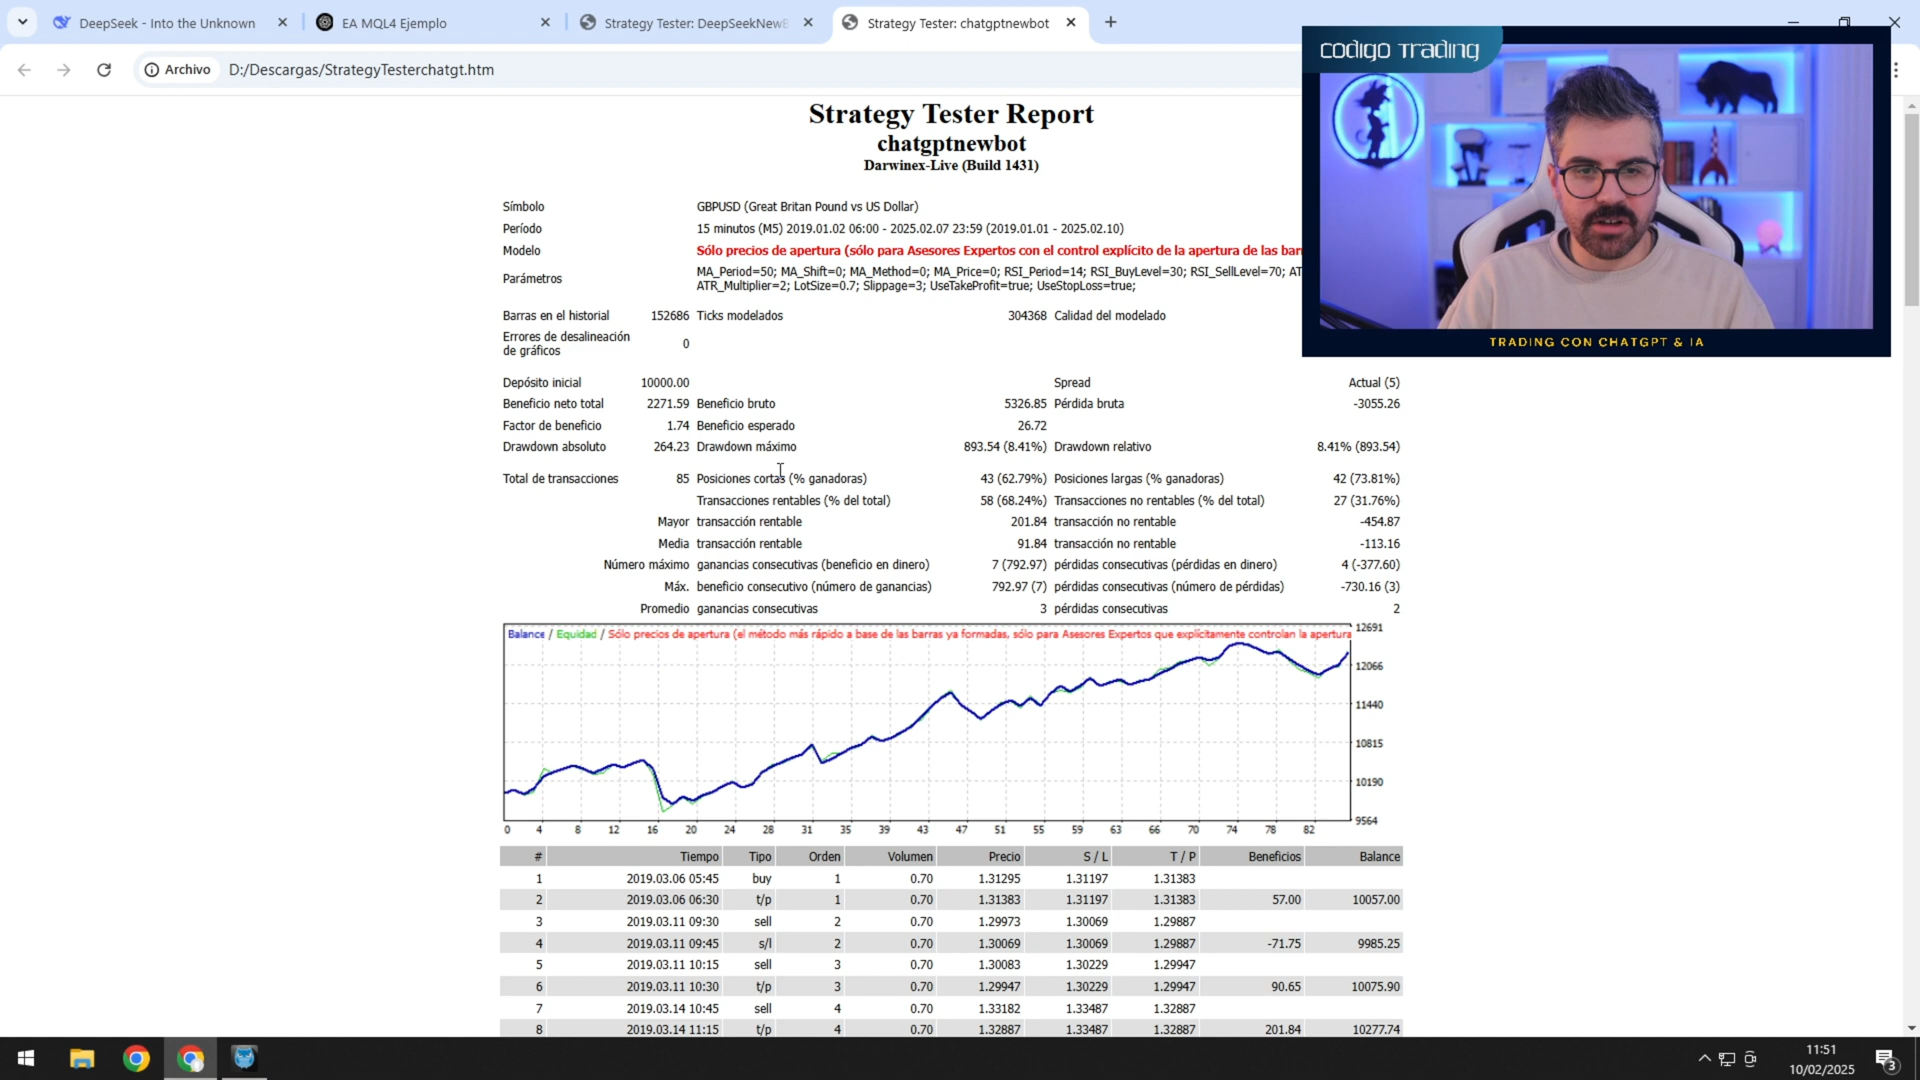 DeepSeek - Into the Unknown
EA MQL4 Ejemplo
Strategy Tester: DeepSeekNewB
Strategy Tester: chatgptnewbot
Archivo
D:/Descargas/StrategyTesterchatgt.htm
codigo trading
TRADING CON CHATGPT & IA
Strategy Tester Report
chatgptnewbot
Darwinex-Live (Build 1431)
Símbolo GBPUSD (Great Britan Pound vs US Dollar)
Período 15 minutos (M5) 2019.01.02 06:00 - 2025.02.07 23:59 (2019.01.01 - 2025.02.10)
Modelo Sólo precios de apertura (sólo para Asesores Expertos con el control explícito de la apertura de las bar
Parámetros MA_Period=50; MA_Shift=0; MA_Method=0; MA_Price=0; RSI_Period=14; RSI_BuyLevel=30; RSI_SellLevel=70; AT
ATR_Multiplier=2; LotSize=0.7; Slippage=3; UseTakeProfit=true; UseStopLoss=true;
Barras en el historial 152686 Ticks modelados 304368 Calidad del modelado
Errores de desalineación
de gráficos 0
Depósito inicial 10000.00 Spread Actual (5)
Beneficio neto total 2271.59 Beneficio bruto 5326.85 Pérdida bruta -3055.26
Factor de beneficio 1.74 Beneficio esperado 26.72
Drawdown absoluto 264.23 Drawdown máximo 893.54 (8.41%) Drawdown relativo 8.41% (893.54)
Total de transacciones 85 Posiciones cortas (% ganadoras) 43 (62.79%) Posiciones largas (% ganadoras) 42 (73.81%)
Transacciones rentables (% del total) 58 (68.24%) Transacciones no rentables (% del total) 27 (31.76%)
Mayor transacción rentable 201.84 transacción no rentable -454.87
Media transacción rentable 91.84 transacción no rentable -113.16
Número máximo ganancias consecutivas (beneficio en dinero) 7 (792.97) pérdidas consecutivas (pérdidas en dinero) 4 (-377.60)
Máx. beneficio consecutivo (número de ganancias) 792.97 (7) pérdidas consecutivas (número de pérdidas) -730.16 (3)
Promedio ganancias consecutivas 3 pérdidas consecutivas 2
Balance / Equidad / Sólo precios de apertura (el método más rápido a base de las barras ya formadas, sólo para Asesores Expertos que explícitamente controlan la apertura
12691
12066
11440
10815
10190
9564
0 4 8 12 16 20 24 28 31 35 39 43 47 51 55 59 63 66 70 74 78 82
# Tiempo Tipo Orden Volumen Precio S / L T / P Beneficios Balance
1 2019.03.06 05:45 buy 1 0.70 1.31295 1.31197 1.31383
2 2019.03.06 06:30 t/p 1 0.70 1.31383 1.31197 1.31383 57.00 10057.00
3 2019.03.11 09:30 sell 2 0.70 1.29973 1.30069 1.29887
4 2019.03.11 09:45 s/l 2 0.70 1.30069 1.30069 1.29887 -71.75 9985.25
5 2019.03.11 10:15 sell 3 0.70 1.30083 1.30229 1.29947
6 2019.03.11 10:30 t/p 3 0.70 1.29947 1.30229 1.29947 90.65 10075.90
7 2019.03.14 10:45 sell 4 0.70 1.33182 1.33487 1.32887
8 2019.03.14 11:15 t/p 4 0.70 1.32887 1.33487 1.32887 201.84 10277.74
11:51
10/02/2025
3